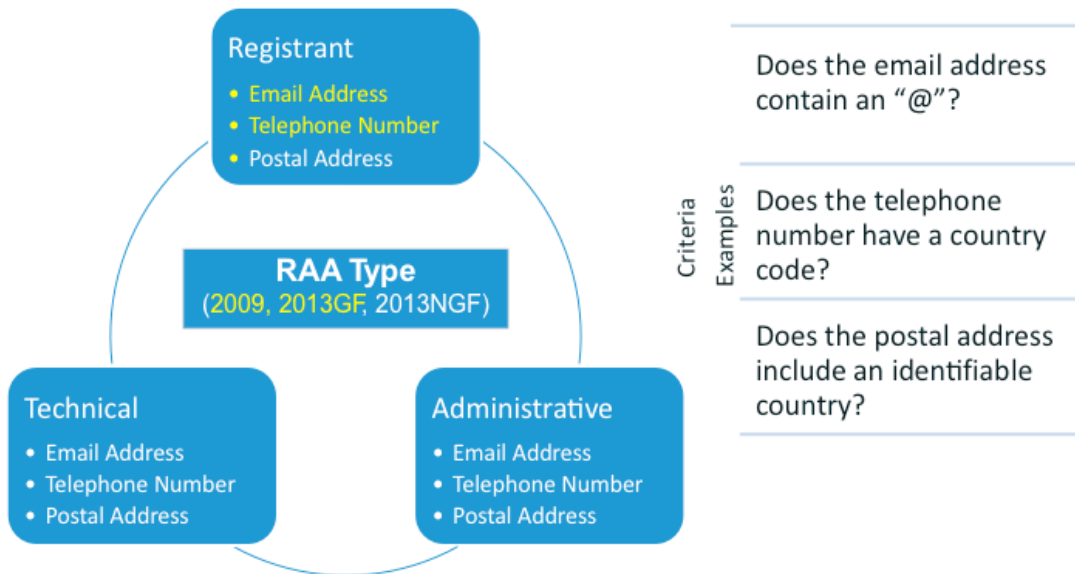 Registrant
• Email Address
• Telephone Number
• Postal Address
RAA Type
(2009, 2013GF, 2013NGF)
Technical
• Email Address
• Telephone Number
• Postal Address
Administrative
• Email Address
• Telephone Number
• Postal Address
Criteria
Examples
Does the email address
contain an “@”?
Does the telephone
number have a country
code?
Does the postal address
include an identifiable
country?